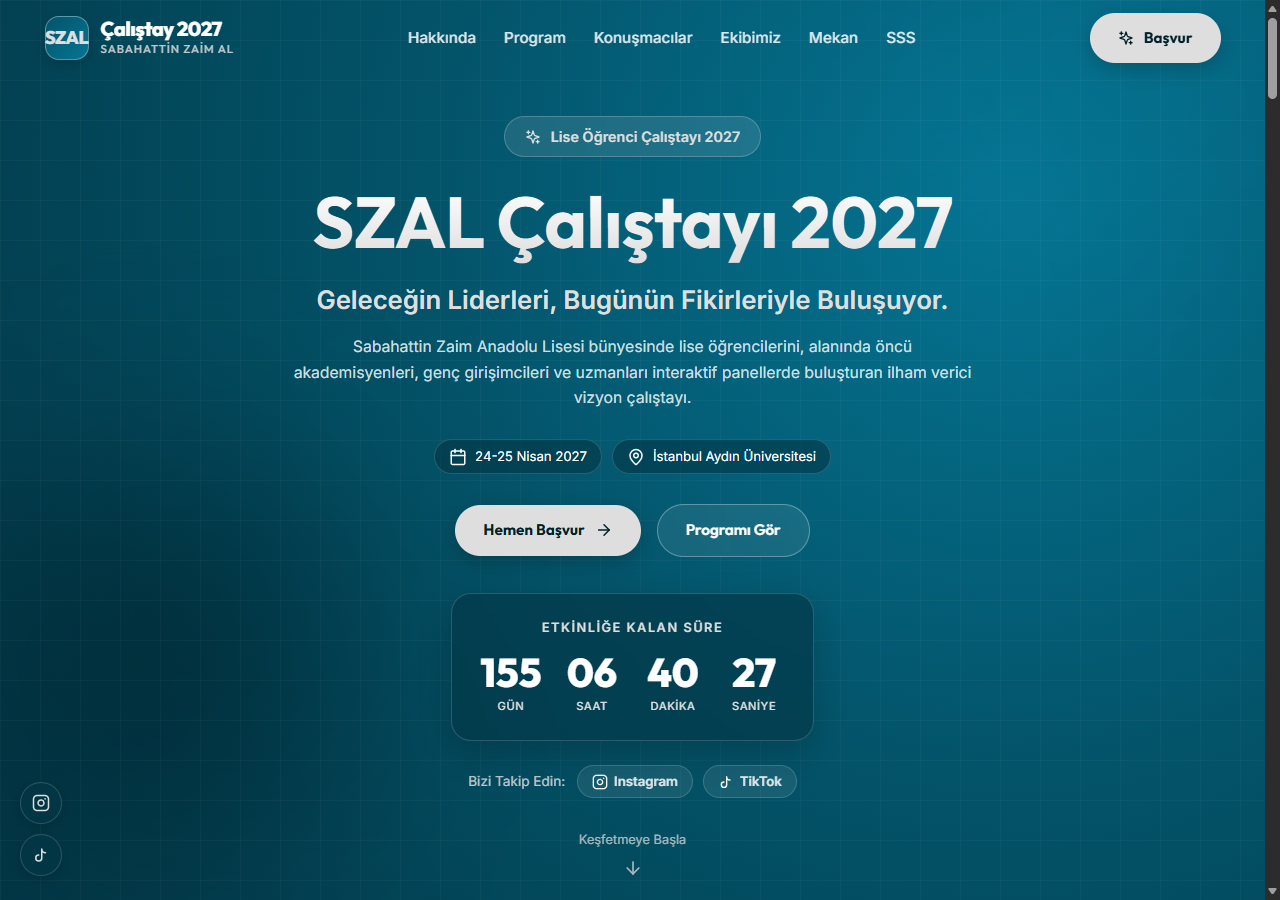 SZAL
Çalıştay 2027
SABAHATTİN ZAİM AL
Hakkında
Program
Konuşmacılar
Ekibimiz
Mekan
SSS
Başvur
Lise Öğrenci Çalıştayı 2027
SZAL Çalıştayı 2027
Geleceğin Liderleri, Bugünün Fikirleriyle Buluşuyor.
Sabahattin Zaim Anadolu Lisesi bünyesinde lise öğrencilerini, alanında öncü
akademisyenleri, genç girişimcileri ve uzmanları interaktif panellerde buluşturan ilham verici
vizyon çalıştayı.
24-25 Nisan 2027
İstanbul Aydın Üniversitesi
Hemen Başvur
Programı Gör
ETKİNLİĞE KALAN SÜRE
155 06 40 27
GÜN SAAT DAKİKA SANİYE
Bizi Takip Edin:
Instagram
TikTok
Keşfetmeye Başla